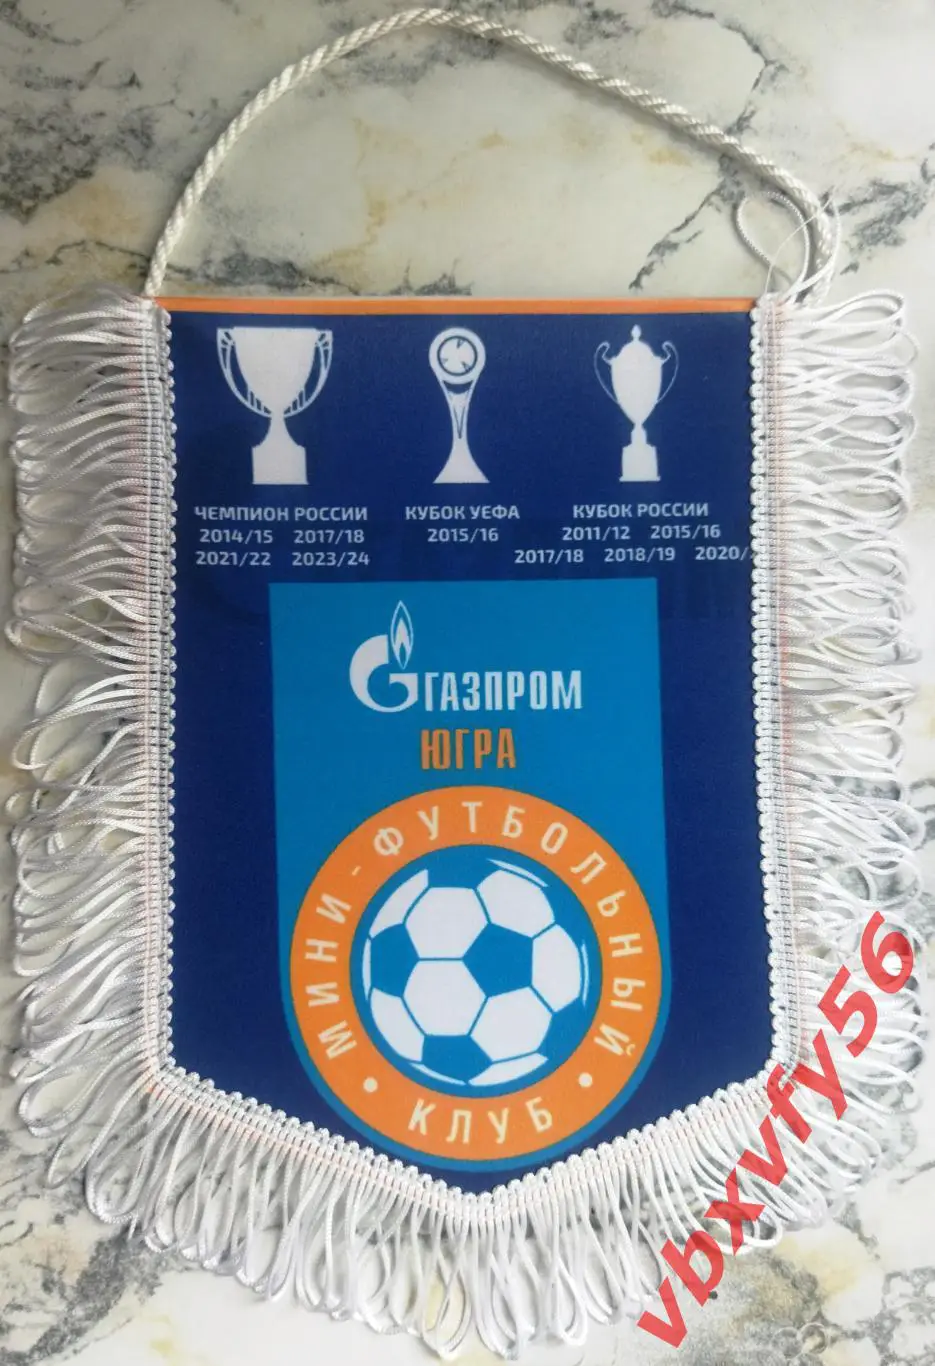 ЧЕМПИОН РОССИИ
2014/15 2017/18
2021/22 2023/24
КУБОК УЕФА
2015/16
КУБОК РОССИИ
2011/12 2015/16
2017/18 2018/19 2020/
ГАЗПРОМ
ЮГРА
МИНИ-ФУТБОЛЬНЫЙ
• КЛУБ •
vbxvfy56